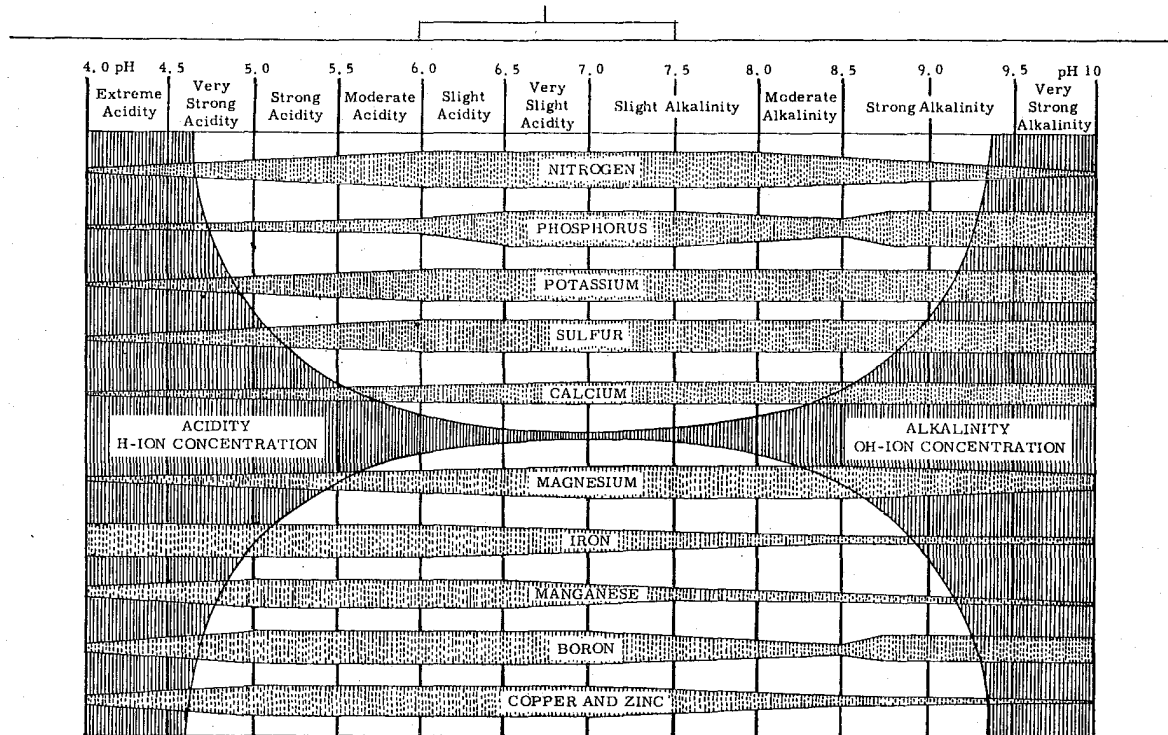 4.0 pH 4.5 5.0 5.5 6.0 6.5 7.0 7.5 8.0 8.5 9.0 9.5 pH 10
Extreme
Acidity
Very
Strong
Acidity
Strong
Acidity
Moderate
Acidity
Slight
Acidity
Very
Slight
Acidity
Slight Alkalinity
Moderate
Alkalinity
Strong Alkalinity
Very
Strong
Alkalinity
NITROGEN
PHOSPHORUS
POTASSIUM
SULFUR
CALCIUM
ACIDITY
H-ION CONCENTRATION
ALKALINITY
OH-ION CONCENTRATION
MAGNESIUM
IRON
MANGANESE
BORON
COPPER AND ZINC